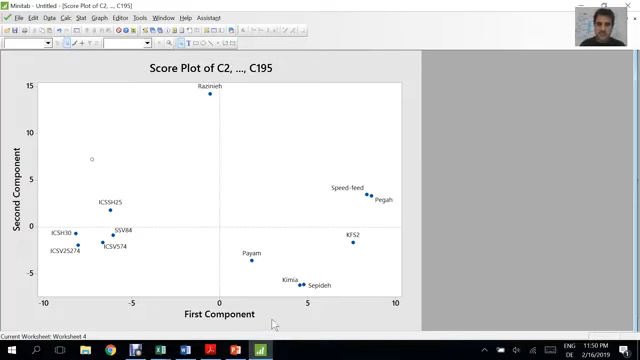 Minitab - Untitled - [Score Plot of C2, ..., C195]
File Edit Data Calc Stat Graph Editor Tools Window Help Assistant
Score Plot of C2, ..., C195
Second Component
15
10
5
0
-5
Razinieh
Speed-feed
Pegah
ICSSH25
ICSH30
SSV84
KFS2
ICSV25274
ICSV574
Payam
Kimia
Sepideh
-10
-5
0
5
10
First Component
Current Worksheet: Worksheet 4
ENG
11:50 PM
DE
2/16/2019